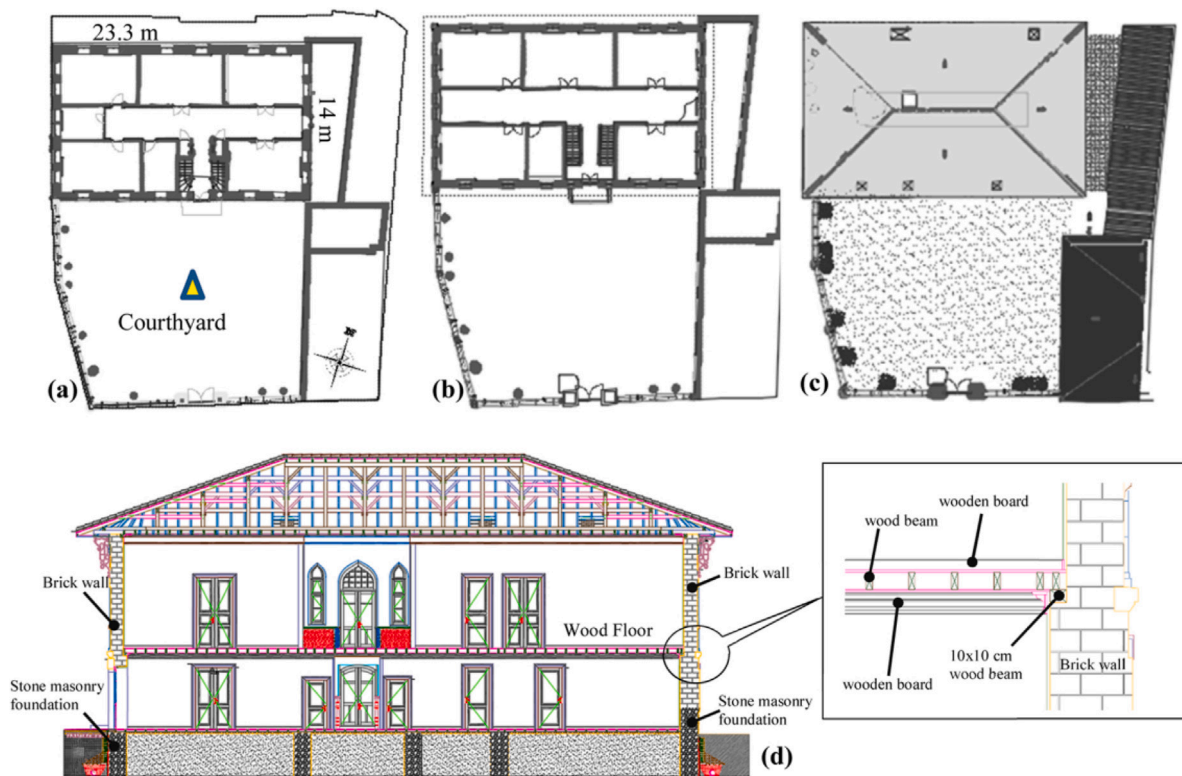 23.3 m
14 m
Courthyard
(a)
(b)
(c)
Brick wall
Stone masonry
foundation
Wood Floor
Brick wall
Stone masonry
foundation
(d)
wood beam
wooden board
wooden board
10x10 cm
wood beam
Brick wall